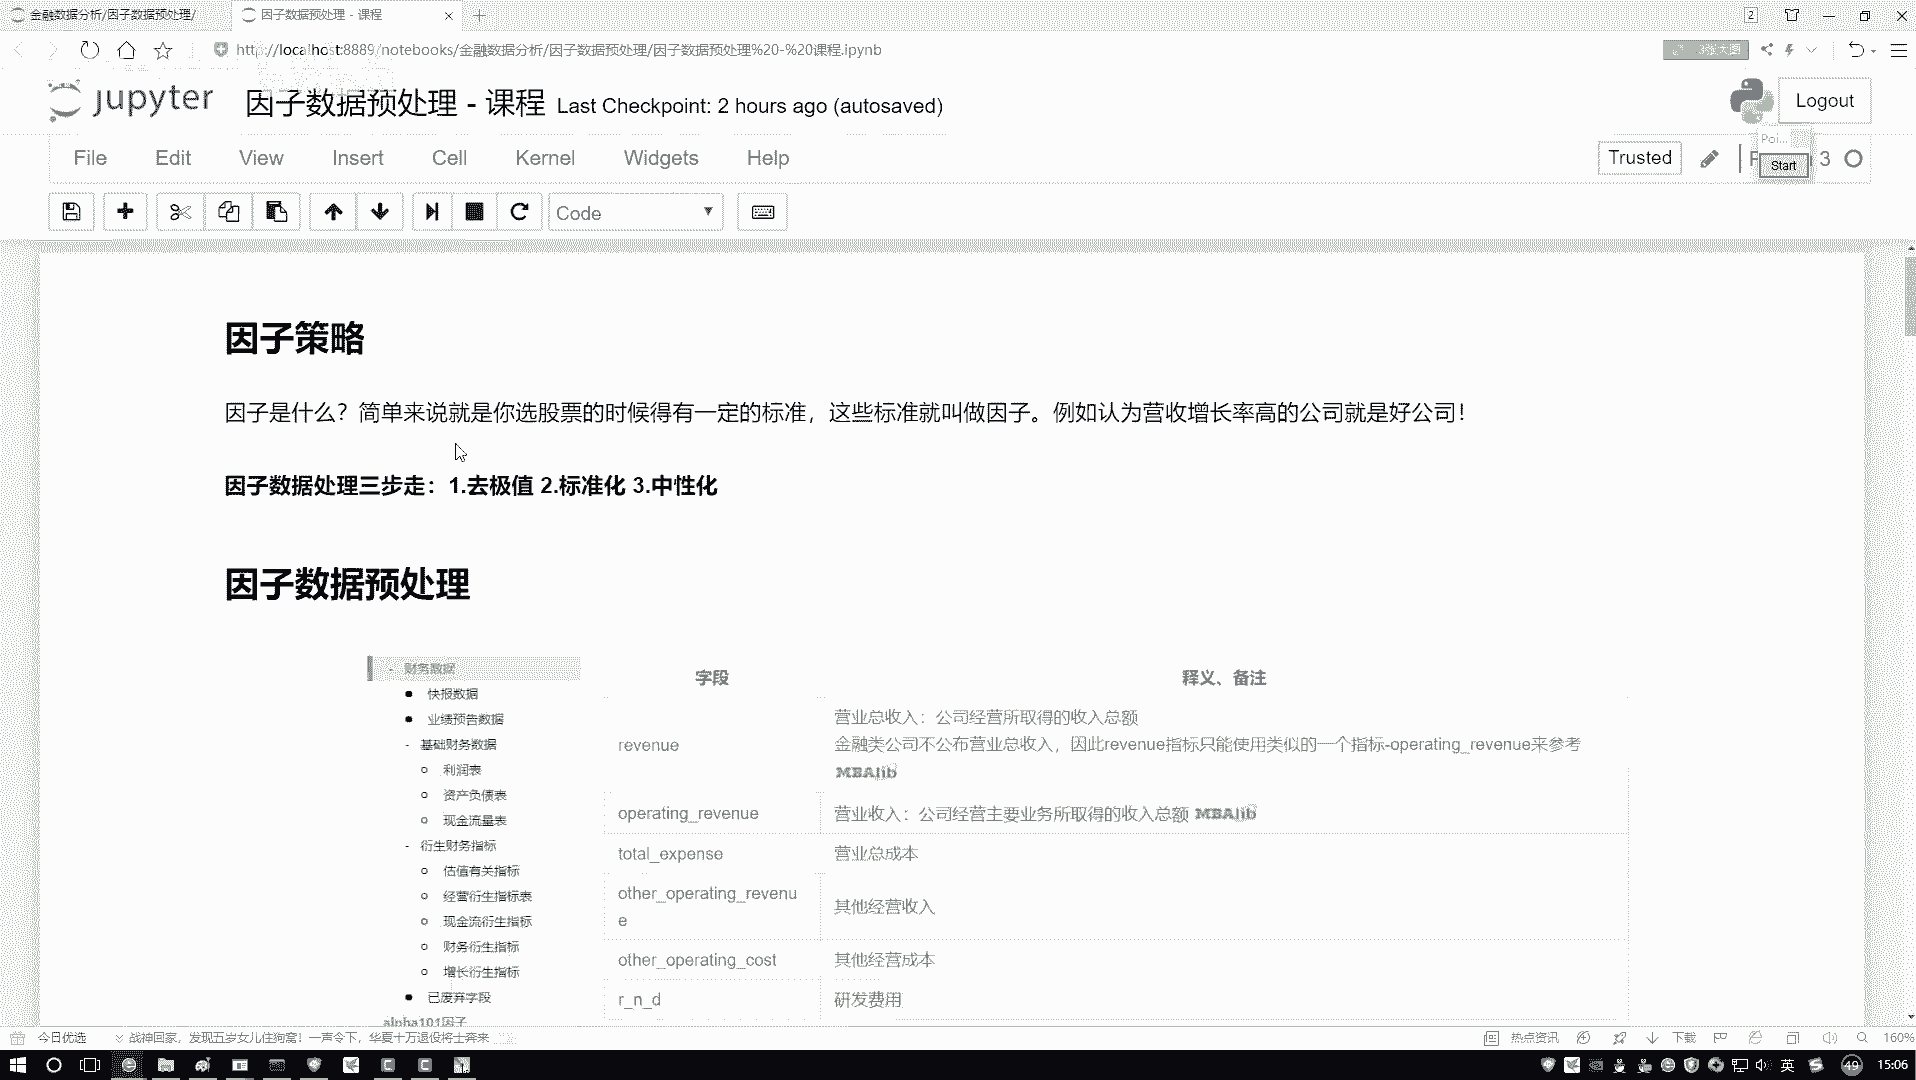 金融数据分析/因子数据预处理/
因子数据预处理 - 课程
2
http://localhost:8889/notebooks/金融数据分析/因子数据预处理/因子数据预处理%20-%20课程.ipynb
jupyter
因子数据预处理 - 课程
Last Checkpoint: 2 hours ago (autosaved)
Logout
File Edit View Insert Cell Kernel Widgets Help
Trusted
Poi...
Start
3
Code
因子策略
因子是什么？简单来说就是你选股票的时候得有一定的标准，这些标准就叫做因子。例如认为营收增长率高的公司就是好公司！
因子数据处理三步走：1.去极值 2.标准化 3.中性化
因子数据预处理
- 财务数据
快报数据
业绩预告数据
- 基础财务数据
利润表
资产负债表
现金流量表
- 衍生财务指标
估值有关指标
经营衍生指标表
现金流衍生指标
财务衍生指标
增长衍生指标
已废弃字段
alpha101因子
字段 释义、备注
revenue
营业总收入：公司经营所取得的收入总额
金融类公司不公布营业总收入，因此revenue指标只能使用类似的一个指标-operating_revenue来参考
MBAlib
operating_revenue 营业收入：公司经营主要业务所取得的收入总额 MBAlib
total_expense 营业总成本
other_operating_revenu
e
其他经营收入
other_operating_cost 其他经营成本
r_n_d 研发费用
今日优选
战神回家，发现五岁女儿住狗窝！一声令下，华夏十万退役将士奔来
热点资讯
下载
160%
英
49
15:06